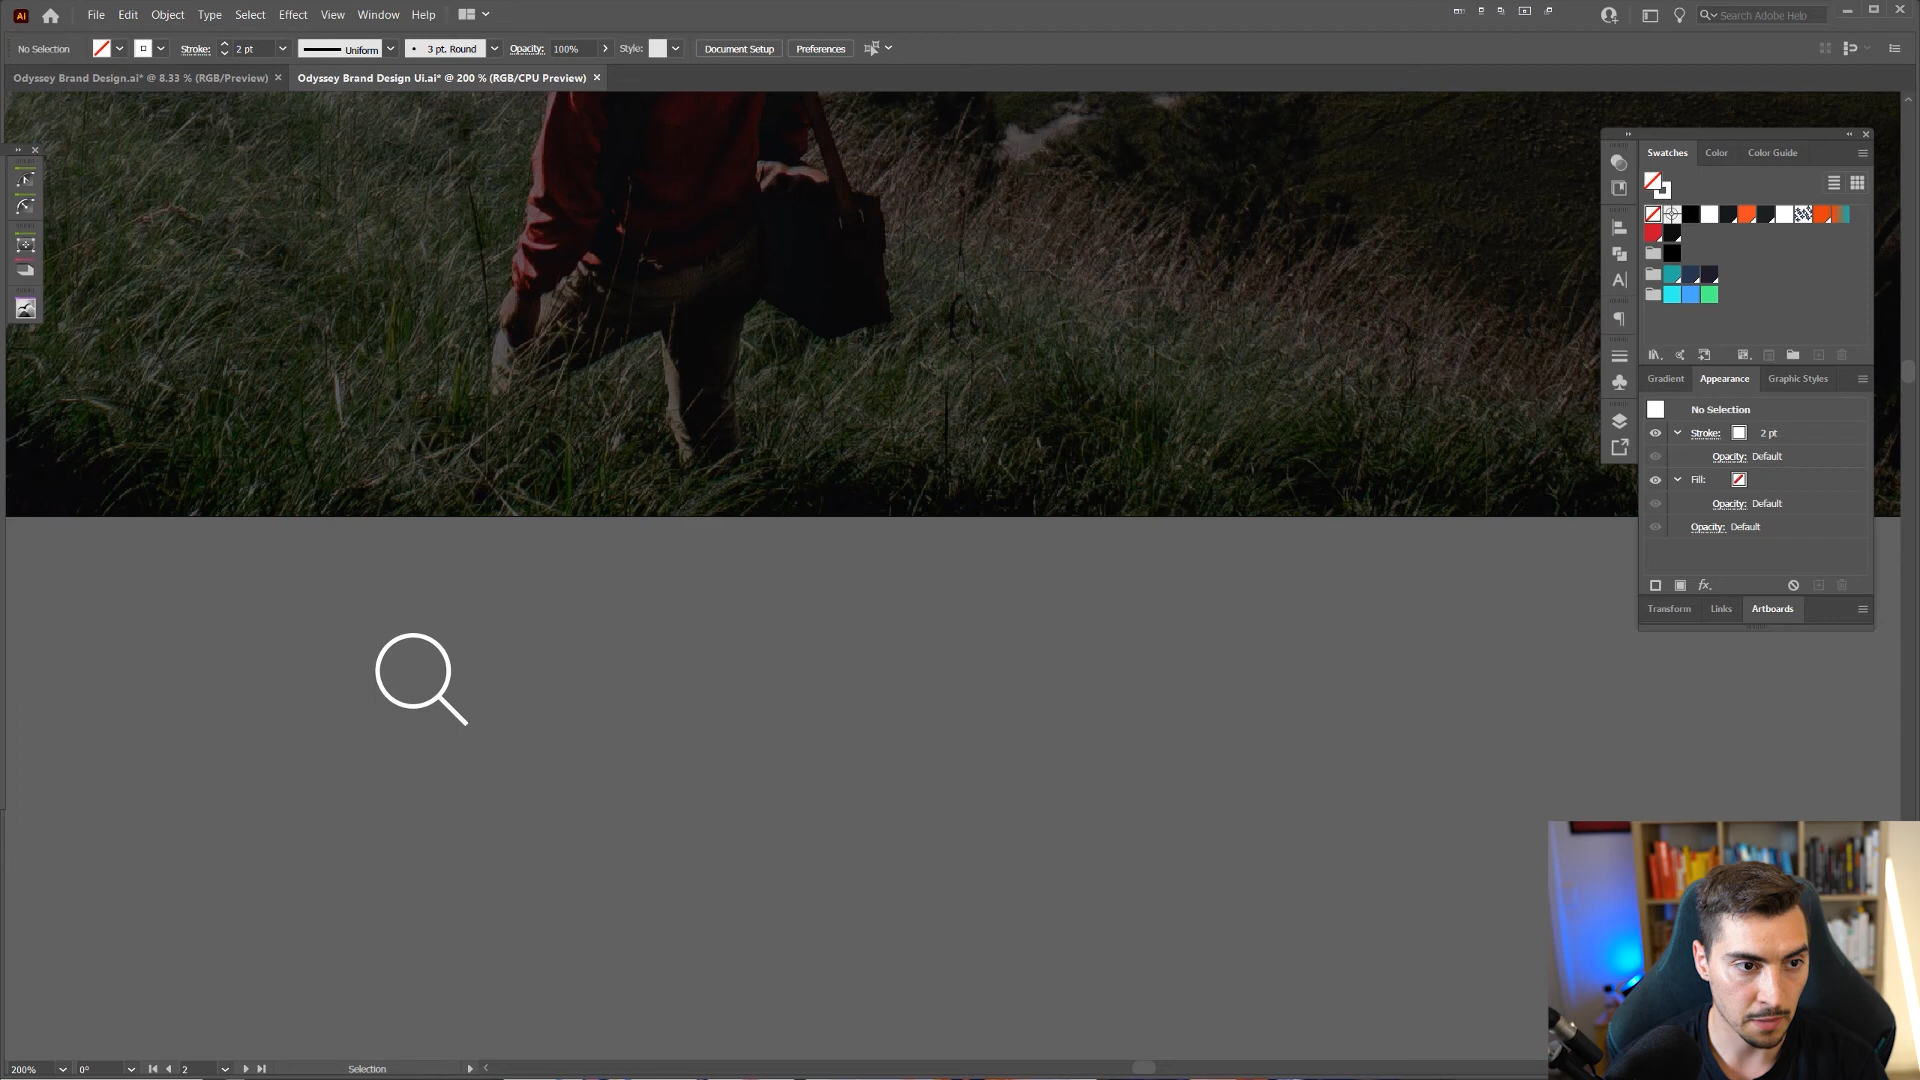 Ai File Edit Object Type Select Effect View Window Help Search Adobe Help
No Selection Stroke: 2 pt Uniform 3 pt. Round Opacity: 100% Style: Document Setup Preferences
Odyssey Brand Design.ai* @ 8.33 % (RGB/Preview) Odyssey Brand Design Ui.ai* @ 200 % (RGB/CPU Preview)
Swatches Color Color Guide
Gradient Appearance Graphic Styles
No Selection
Stroke: 2 pt
Opacity: Default
Fill:
Opacity: Default
Opacity: Default
fx.
Transform Links Artboards
200% 0° 2 Selection